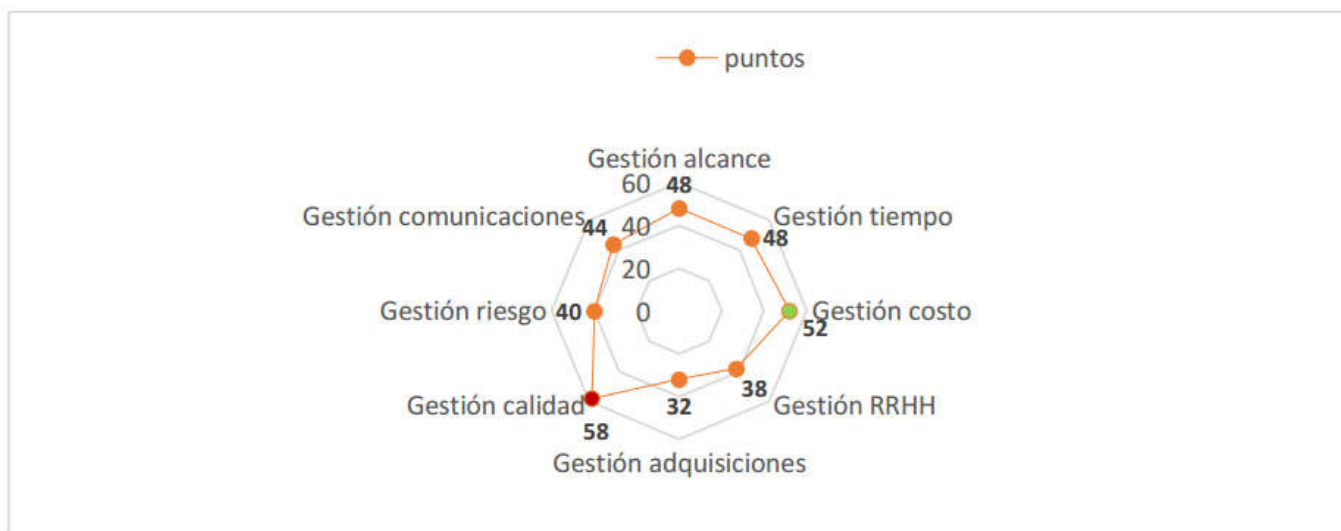 puntos
Gestión alcance
60
48
Gestión comunicaciones
44
40
Gestión tiempo
48
20
Gestión riesgo
40
0
Gestión costo
52
38
Gestión calidad
58
32
Gestión RRHH
Gestión adquisiciones